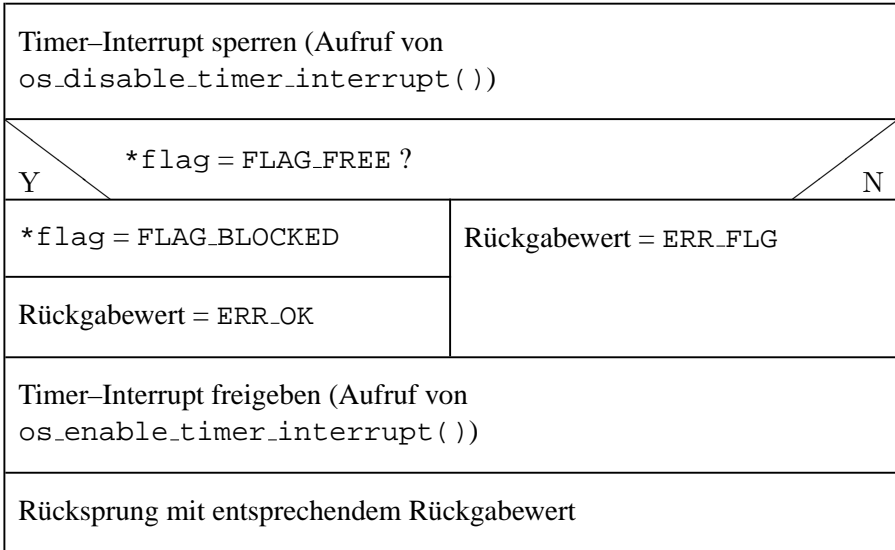 Timer–Interrupt sperren (Aufruf von
os_disable_timer_interrupt())
*flag = FLAG_FREE ?
Y
N
*flag = FLAG_BLOCKED
Rückgabewert = ERR_FLG
Rückgabewert = ERR_OK
Timer–Interrupt freigeben (Aufruf von
os_enable_timer_interrupt())
Rücksprung mit entsprechendem Rückgabewert